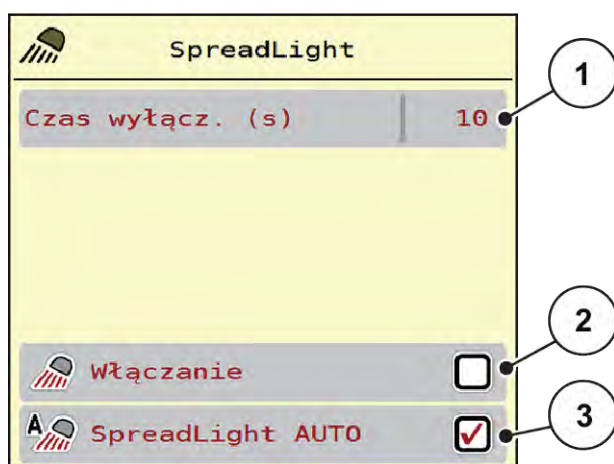 SpreadLight
1
Czas wyłącz. (s) 10
2
Włączanie
3
A SpreadLight AUTO